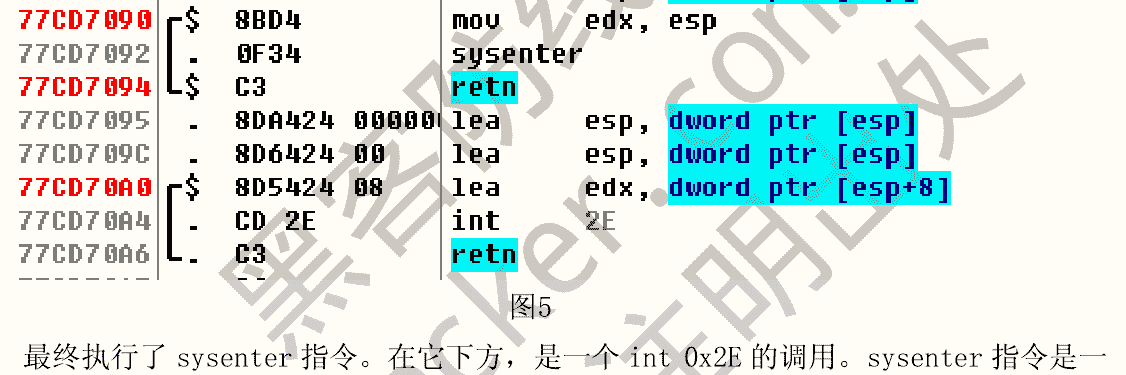 77CD7090 $ 8BD4 mov edx, esp
77CD7092 . 0F34 sysenter
77CD7094 $ C3 retn
77CD7095 . 8DA424 00000 lea esp, dword ptr [esp]
77CD709C . 8D6424 00 lea esp, dword ptr [esp]
77CD70A0 $ 8D5424 08 lea edx, dword ptr [esp+8]
77CD70A4 . CD 2E int 2E
77CD70A6 . C3 retn
图5
最终执行了 sysenter 指令。在它下方，是一个 int 0x2E 的调用。sysenter 指令是一